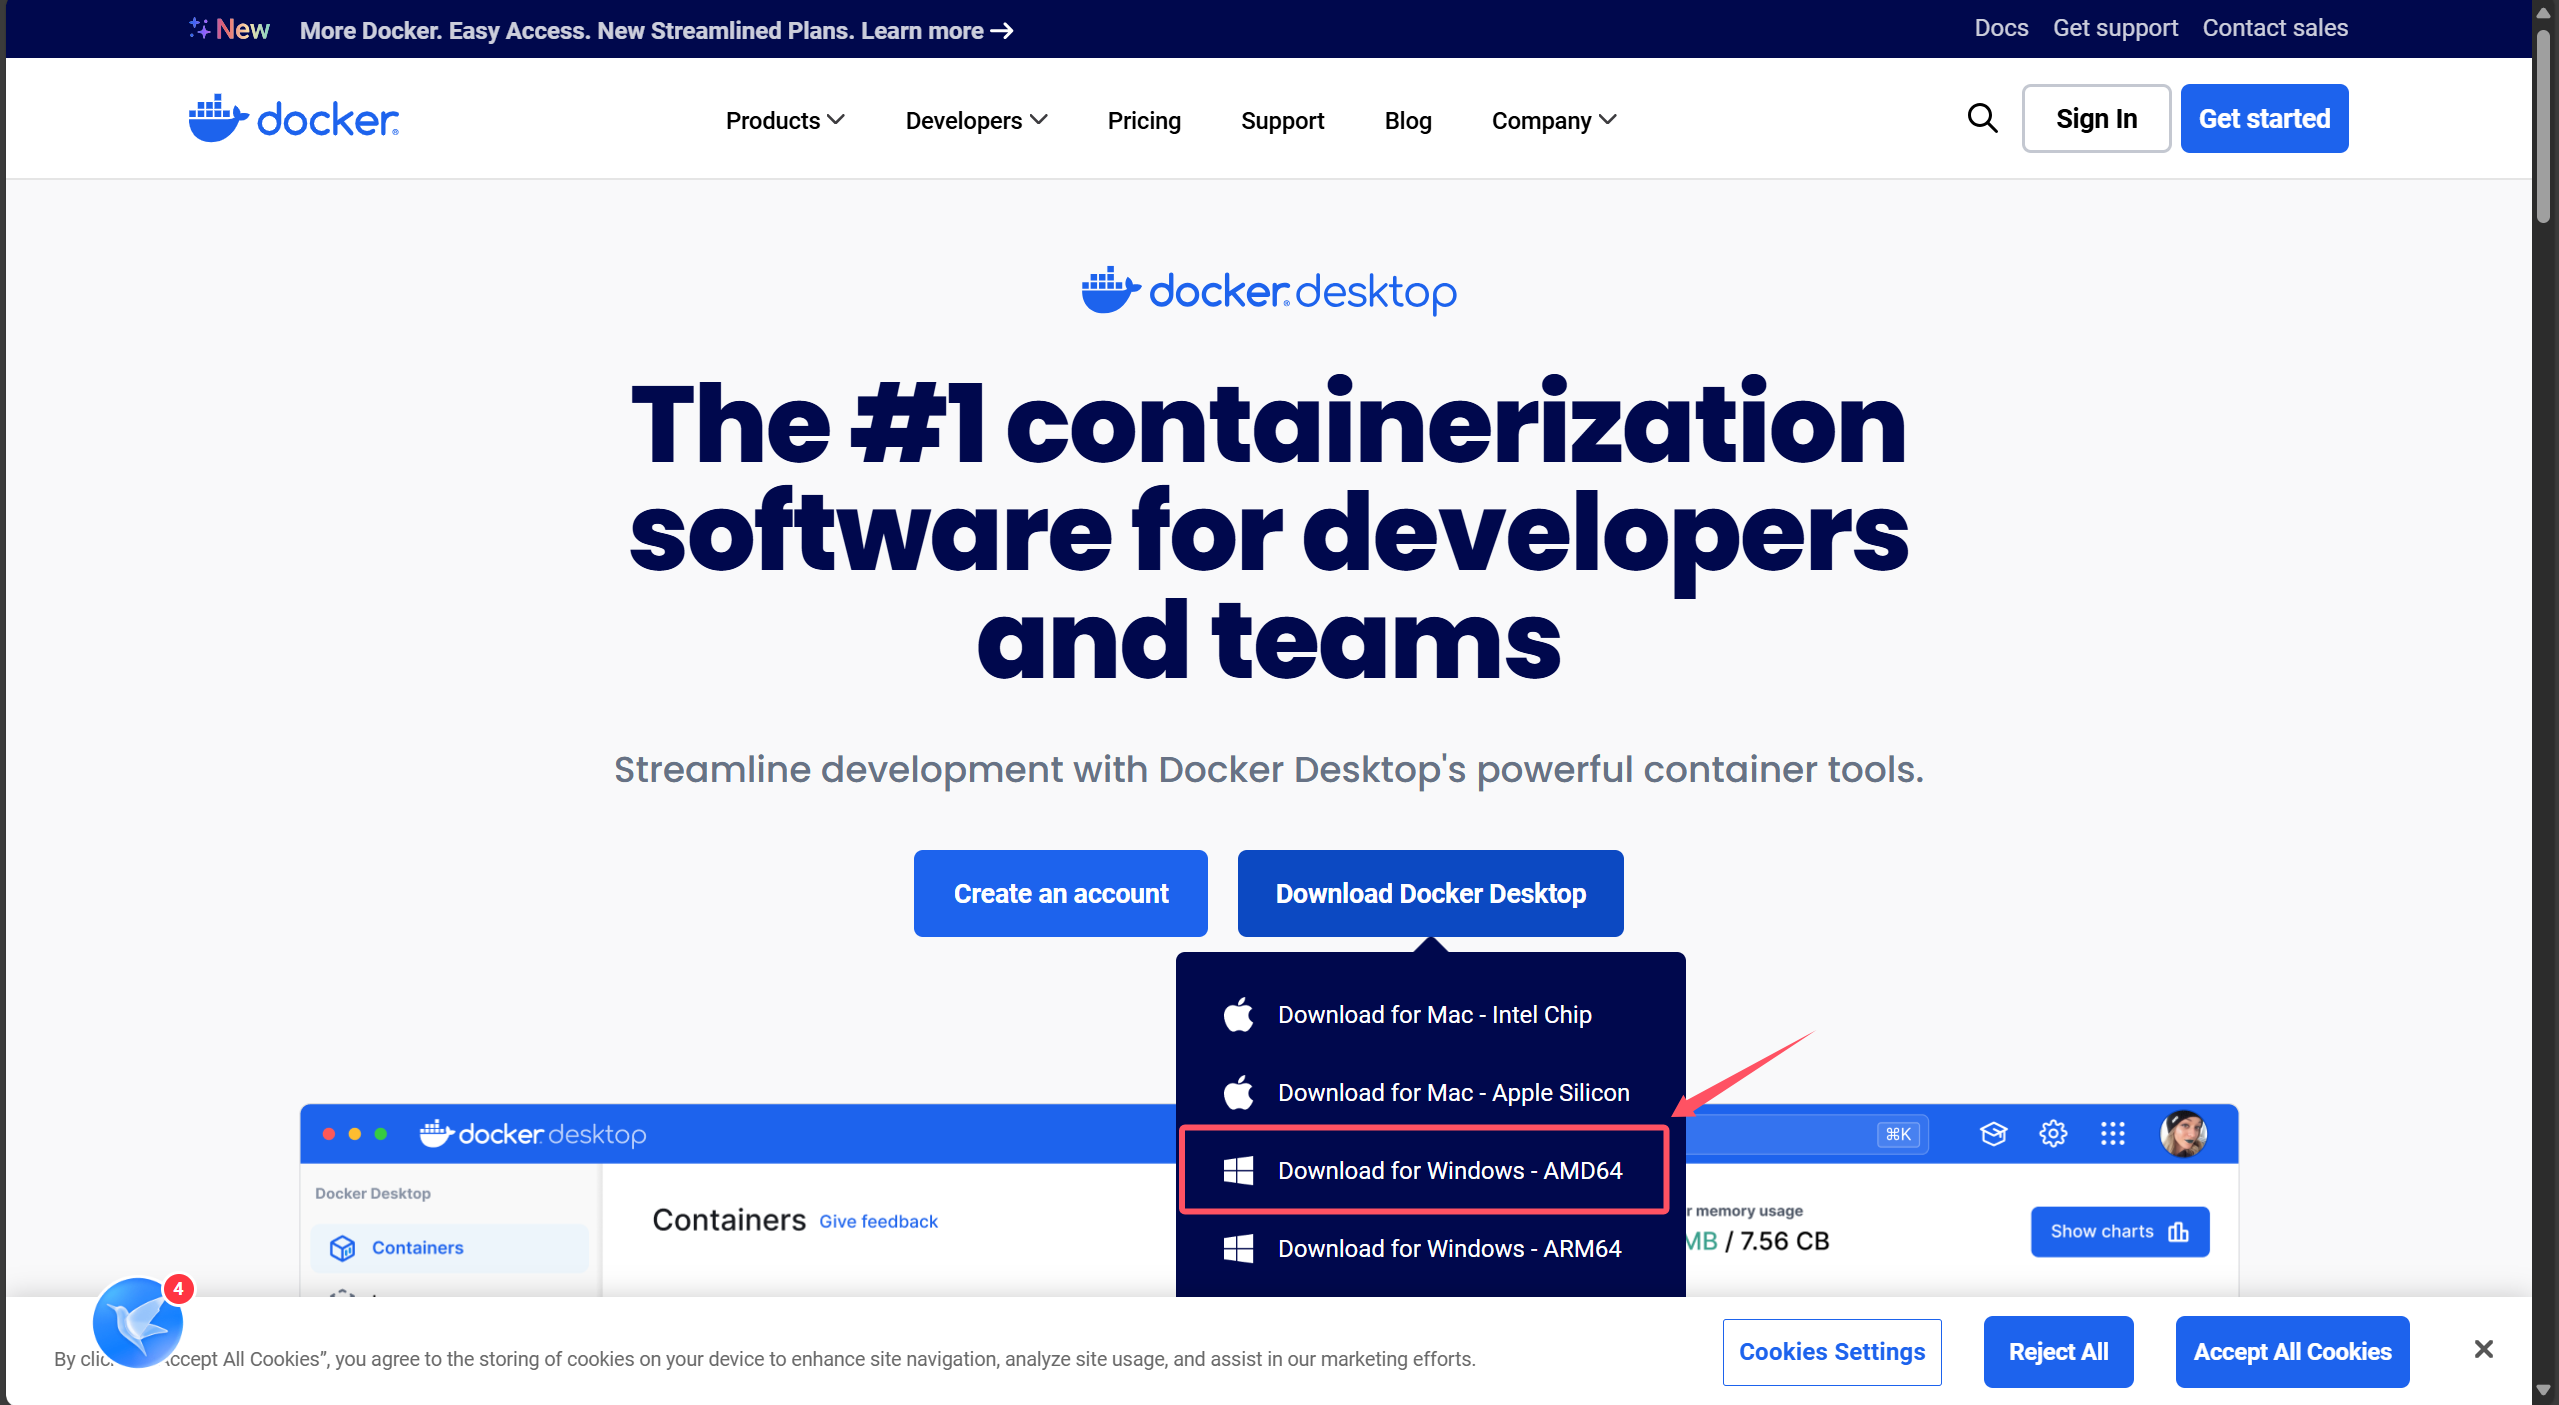 New More Docker. Easy Access. New Streamlined Plans. Learn more →
Docs Get support Contact sales
docker
Products Developers Pricing Support Blog Company
Sign In Get started
docker desktop
The #1 containerization
software for developers
and teams
Streamline development with Docker Desktop's powerful container tools.
Create an account Download Docker Desktop
Download for Mac - Intel Chip
Download for Mac - Apple Silicon
Download for Windows - AMD64
Download for Windows - ARM64
docker desktop ⌘K
Docker Desktop
Containers
Containers Give feedback
memory usage
MB / 7.56 CB
Show charts
4
By ccept All Cookies”, you agree to the storing of cookies on your device to enhance site navigation, analyze site usage, and assist in our marketing efforts.
Cookies Settings Reject All Accept All Cookies